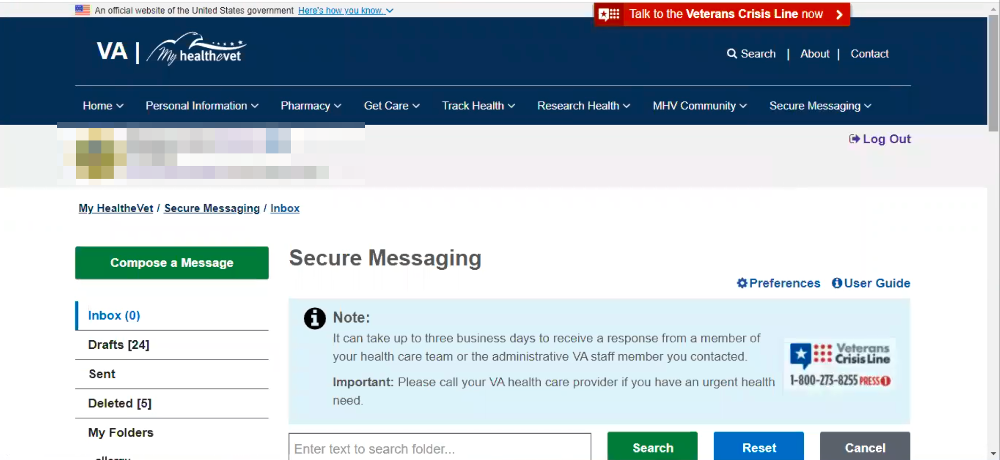 An official website of the United States government Here's how you know.
Talk to the Veterans Crisis Line now
VA | My healthevet
Search | About | Contact
Home Personal Information Pharmacy Get Care Track Health Research Health MHV Community Secure Messaging
Log Out
My HealtheVet / Secure Messaging / Inbox
Compose a Message
Inbox (0)
Drafts [24]
Sent
Deleted [5]
My Folders
allergy
Secure Messaging
Preferences User Guide
Note:
It can take up to three business days to receive a response from a member of
your health care team or the administrative VA staff member you contacted.
Important: Please call your VA health care provider if you have an urgent health
need.
Veterans
Crisis Line
1-800-273-8255 PRESS 1
Enter text to search folder...
Search Reset Cancel